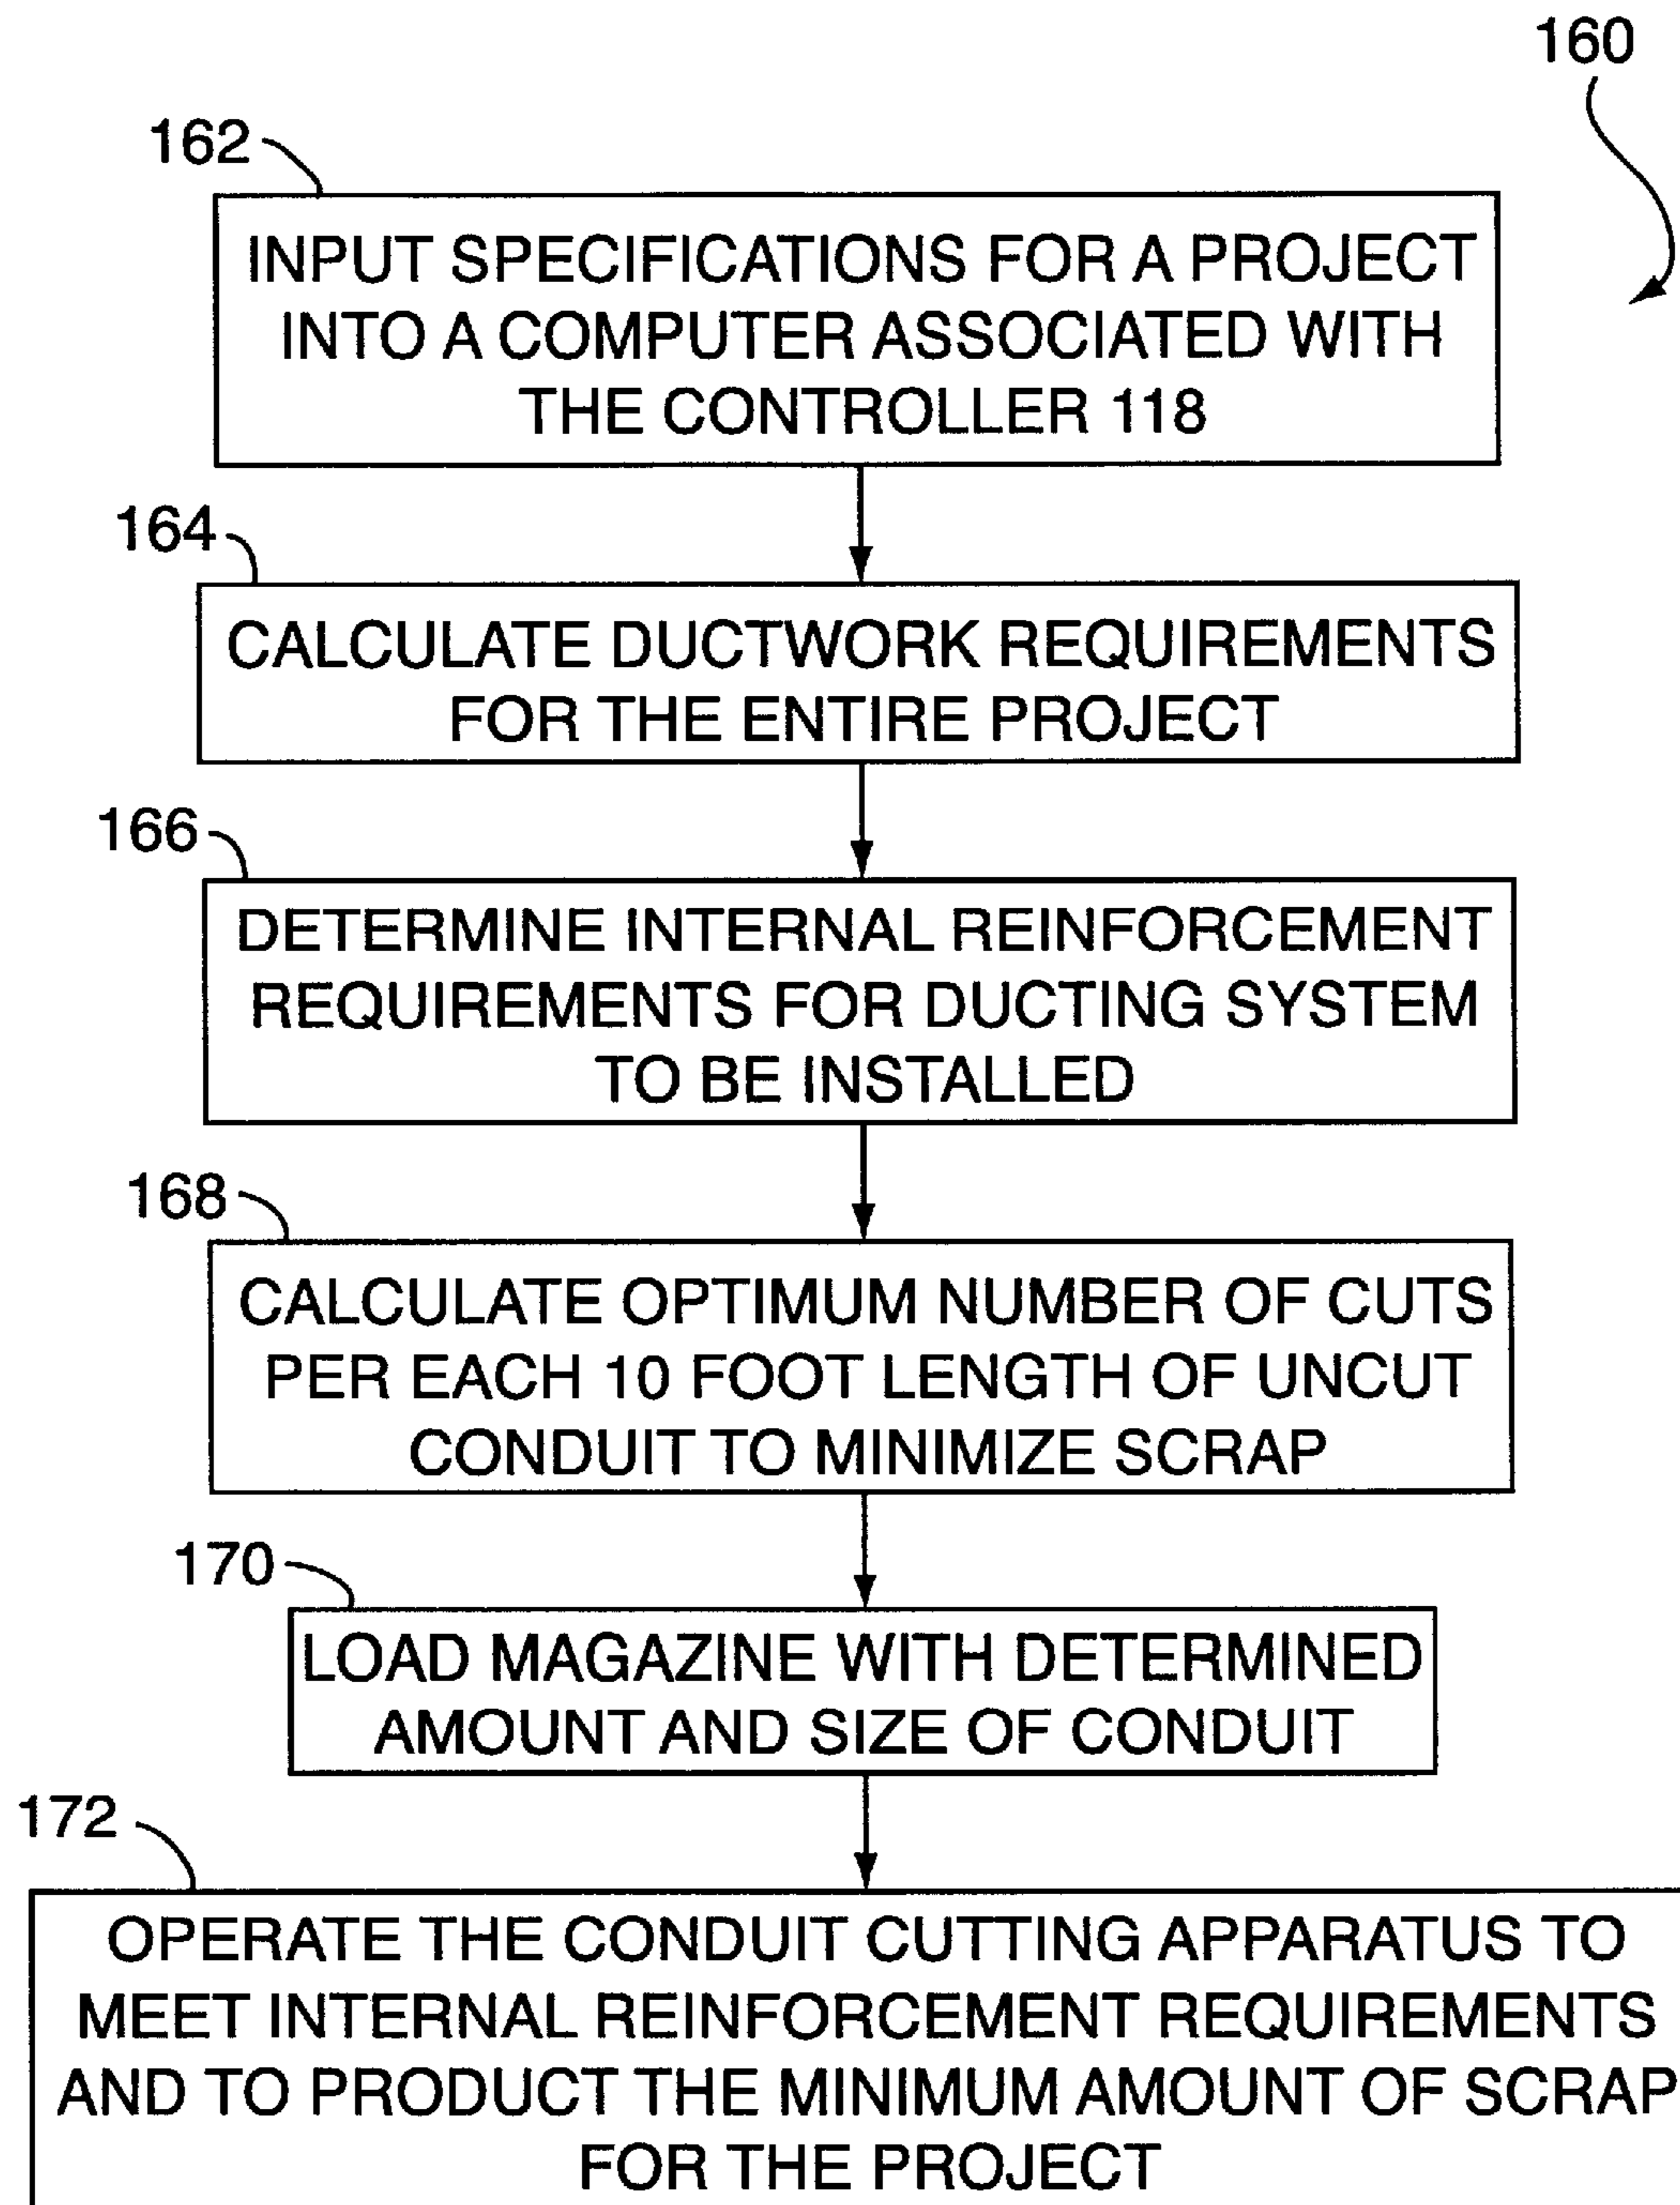 160
162
INPUT SPECIFICATIONS FOR A PROJECT
INTO A COMPUTER ASSOCIATED WITH
THE CONTROLLER 118
164
CALCULATE DUCTWORK REQUIREMENTS
FOR THE ENTIRE PROJECT
166
DETERMINE INTERNAL REINFORCEMENT
REQUIREMENTS FOR DUCTING SYSTEM
TO BE INSTALLED
168
CALCULATE OPTIMUM NUMBER OF CUTS
PER EACH 10 FOOT LENGTH OF UNCUT
CONDUIT TO MINIMIZE SCRAP
170
LOAD MAGAZINE WITH DETERMINED
AMOUNT AND SIZE OF CONDUIT
172
OPERATE THE CONDUIT CUTTING APPARATUS TO
MEET INTERNAL REINFORCEMENT REQUIREMENTS
AND TO PRODUCT THE MINIMUM AMOUNT OF SCRAP
FOR THE PROJECT